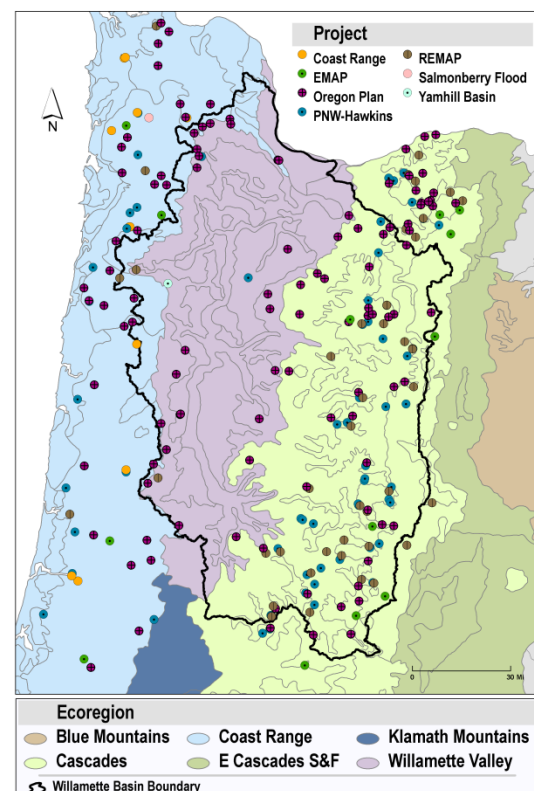 Project
Coast Range
REMAP
EMAP
Salmonberry Flood
Oregon Plan
Yamhill Basin
PNW-Hawkins
N
0 30 Mi
Ecoregion
Blue Mountains Coast Range Klamath Mountains
Cascades E Cascades S&F Willamette Valley
Willamette Basin Boundary